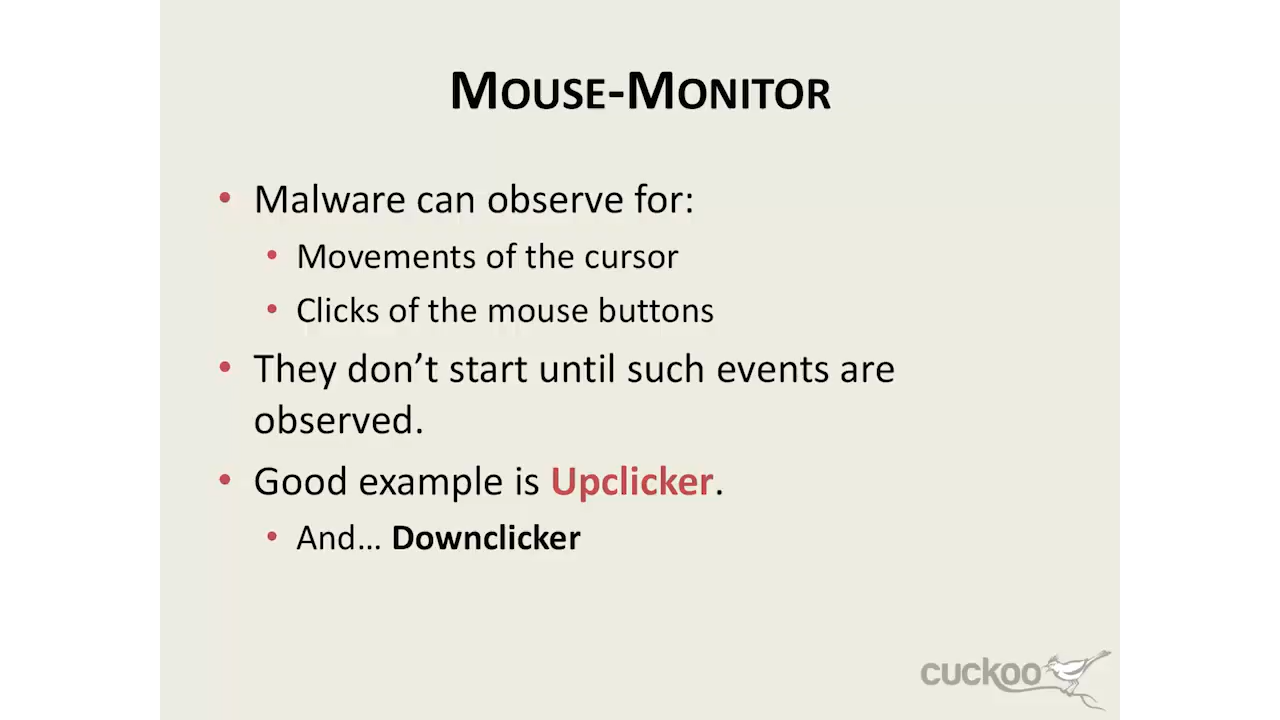 MOUSE-MONITOR
• Malware can observe for:
• Movements of the cursor
• Clicks of the mouse buttons
• They don’t start until such events are
observed.
• Good example is Upclicker.
• And… Downclicker
cuckoo